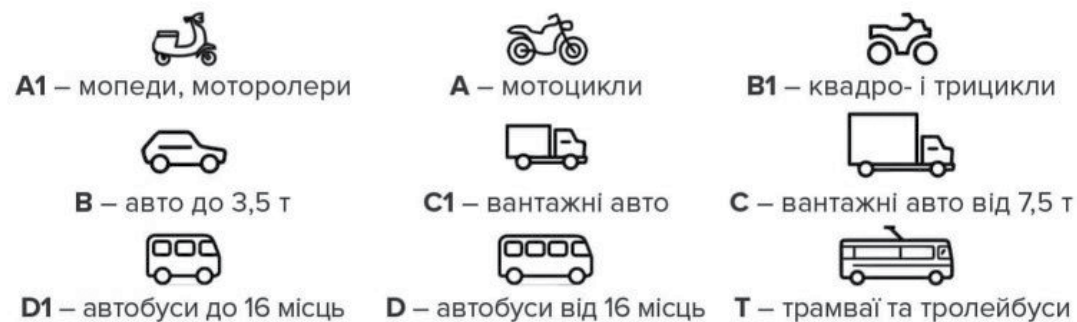 A1 – мопеди, моторолери
A – мотоцикли
B1 – квадро- і трицикли
B – авто до 3,5 т
C1 – вантажні авто
C – вантажні авто від 7,5 т
D1 – автобуси до 16 місць
D – автобуси від 16 місць
T – трамваї та тролейбуси